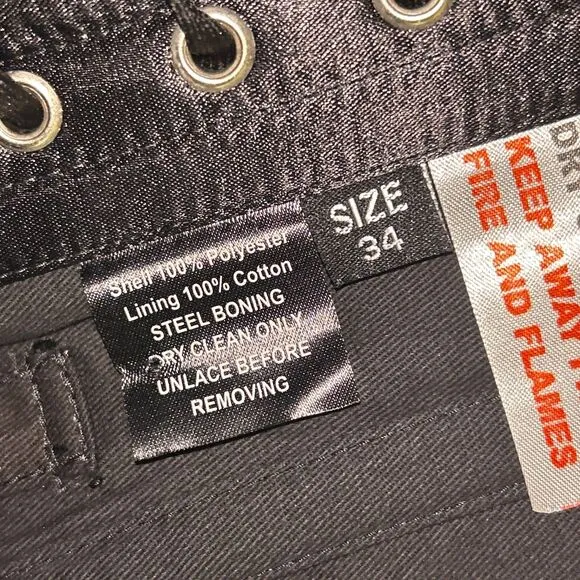 Shell 100% Polyester
Lining 100% Cotton
STEEL BONING
DRY CLEAN ONLY
UNLACE BEFORE
REMOVING
SIZE
34
DRY
KEEP AWAY
FIRE AND FLAMES